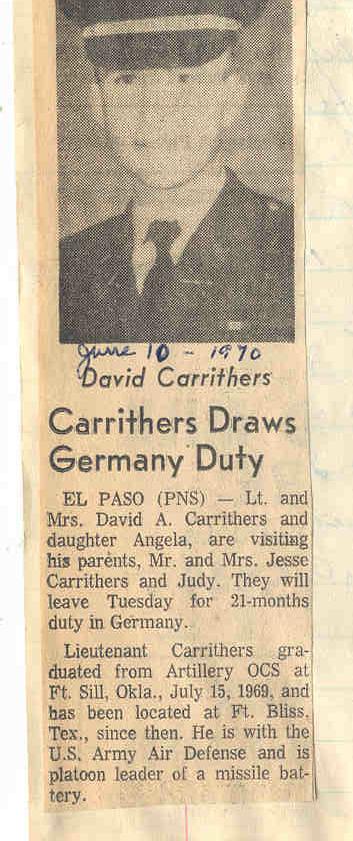 June 10 - 1970
David Carrithers
Carrithers Draws
Germany Duty
EL PASO (PNS) — Lt. and
Mrs. David A. Carrithers and
daughter Angela, are visiting
his parents, Mr. and Mrs. Jesse
Carrithers and Judy. They will
leave Tuesday for 21-months
duty in Germany.
Lieutenant Carrithers gra-
duated from Artillery OCS at
Ft. Sill, Okla., July 15, 1969, and
has been located at Ft. Bliss,
Tex., since then. He is with the
U.S. Army Air Defense and is
platoon leader of a missile bat-
tery.